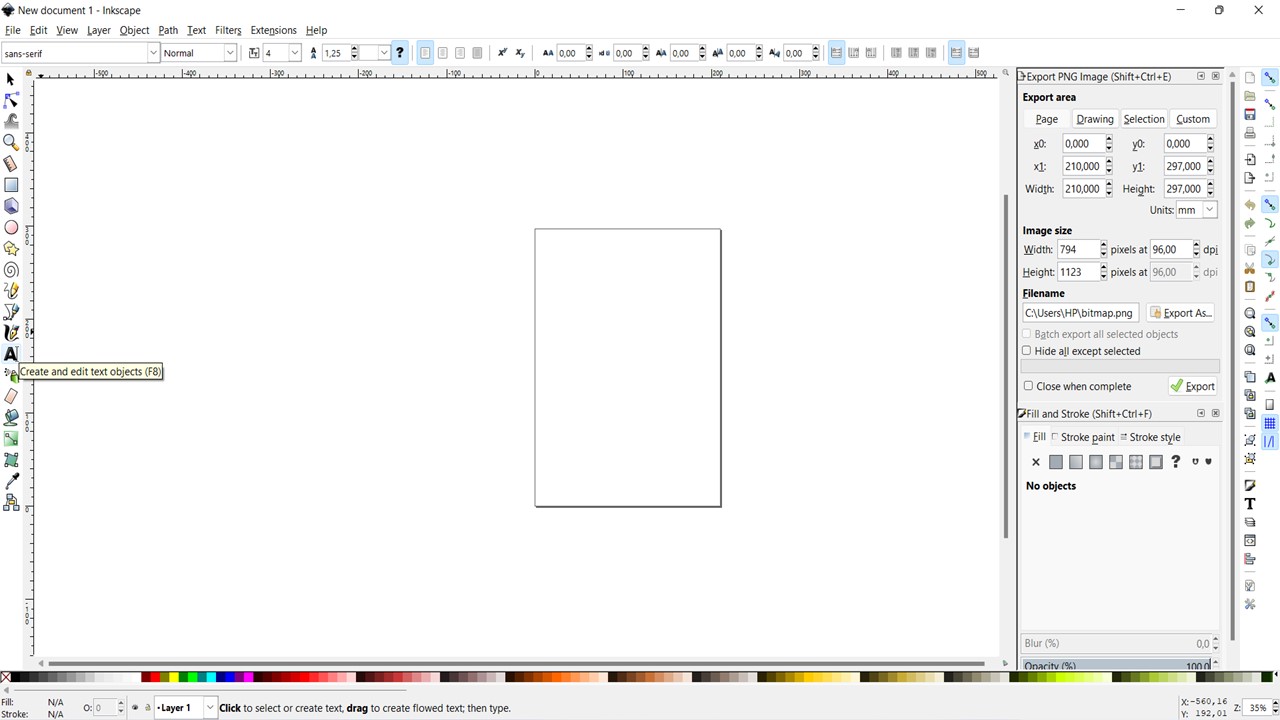 New document 1 - Inkscape
File Edit View Layer Object Path Text Filters Extensions Help
sans-serif Normal 4 1,25 ? 0,00 0,00 0,00 0,00 0,00
-500 -400 -300 -200 -100 0 100 200 300 400 500
Export PNG Image (Shift+Ctrl+E)
Export area
Page Drawing Selection Custom
x0: 0,000 y0: 0,000
x1: 210,000 y1: 297,000
Width: 210,000 Height: 297,000
Units: mm
Image size
Width: 794 pixels at 96,00 dpi
Height: 1123 pixels at 96,00 dpi
Filename
C:\Users\HP\bitmap.png Export As...
Batch export all selected objects
Hide all except selected
Close when complete Export
Create and edit text objects (F8)
Fill and Stroke (Shift+Ctrl+F)
Fill Stroke paint Stroke style
No objects
Blur (%) 0,0
Opacity (%) 100,0
Fill: N/A O: 0 Layer 1 Click to select or create text, drag to create flowed text; then type. X: -560,16 Z: 35%
Stroke: N/A Y: 192,01